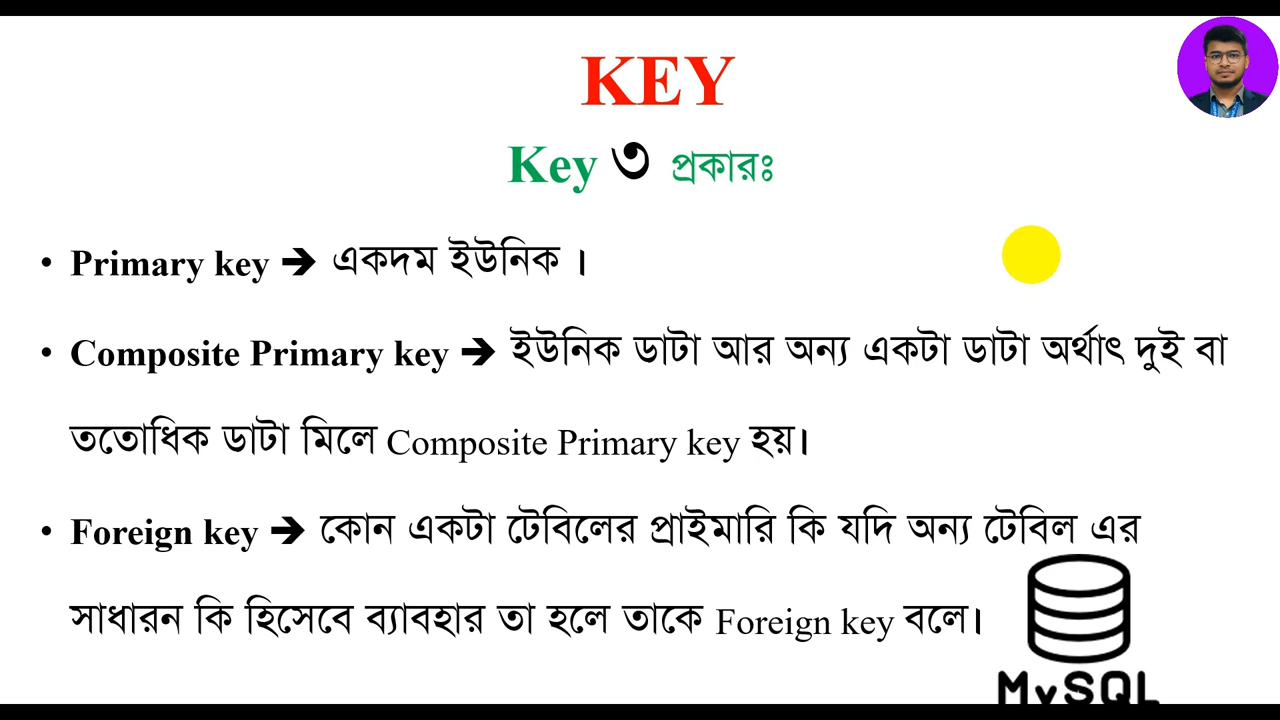 KEY
Key ৩ প্রকারঃ
• Primary key ➔ একদম ইউনিক ।
• Composite Primary key ➔ ইউনিক ডাটা আর অন্য একটা ডাটা অর্থাৎ দুই বা
ততোধিক ডাটা মিলে Composite Primary key হয়।
• Foreign key ➔ কোন একটা টেবিলের প্রাইমারি কি যদি অন্য টেবিল এর
সাধারন কি হিসেবে ব্যাবহার তা হলে তাকে Foreign key বলে।
MySQL